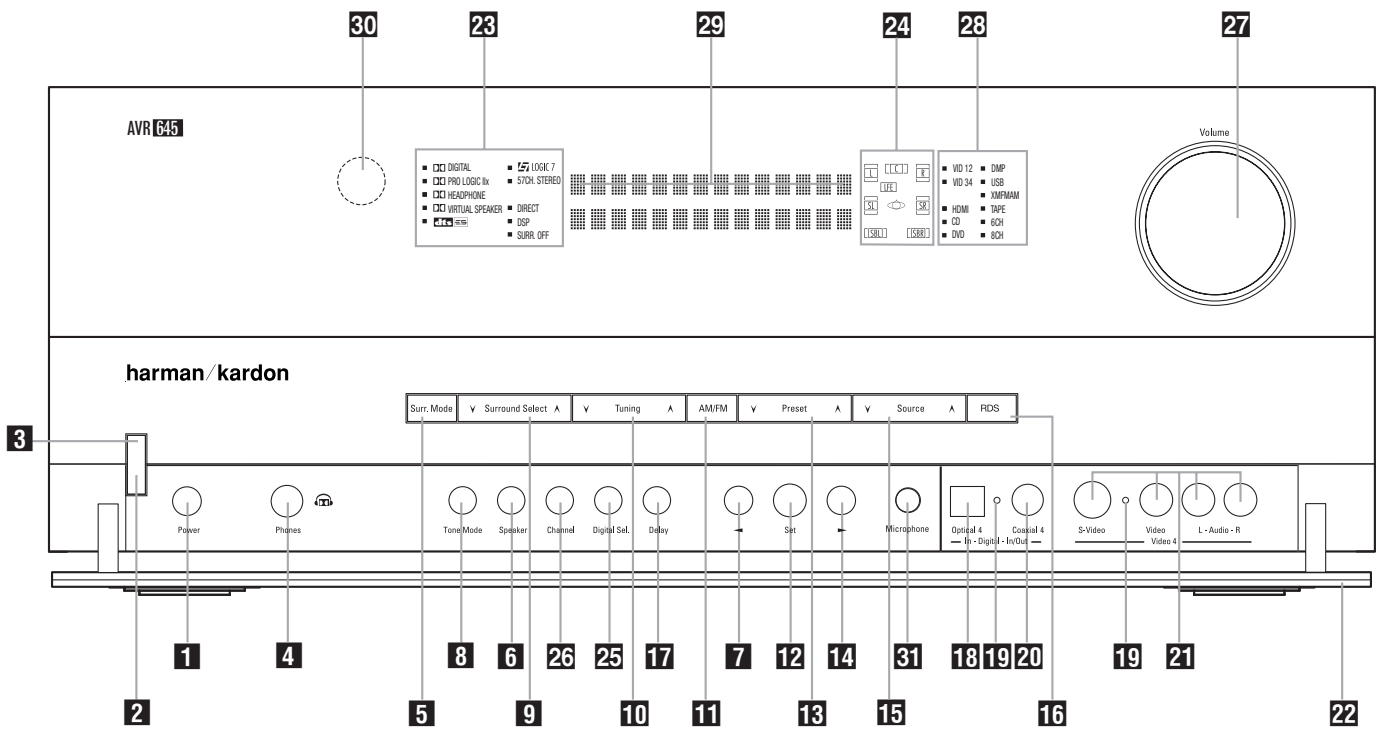 30 23 29 24 28 27
AVR 645
Volume
DIGITAL
PRO LOGIC IIx
HEADPHONE
VIRTUAL SPEAKER
dts ES
LOGIC 7
57CH. STEREO
DIRECT
DSP
SURR. OFF
L C R
LFE
SL SR
SBL SBR
VID 12
VID 34
HDMI
CD
DVD
DMP
USB
XMFMAM
TAPE
6CH
8CH
harman/kardon
Surr. Mode Surround Select Tuning AM/FM Preset Source RDS
3
Power Phones Tone Mode Speaker Channel Digital Sel. Delay Set Microphone Optical 4 Coaxial 4 S-Video Video L - Audio - R
In - Digital - In/Out Video 4
1 4 8 6 26 25 17 7 12 14 31 18 19 20 19 21
2 5 9 10 11 13 15 16 22